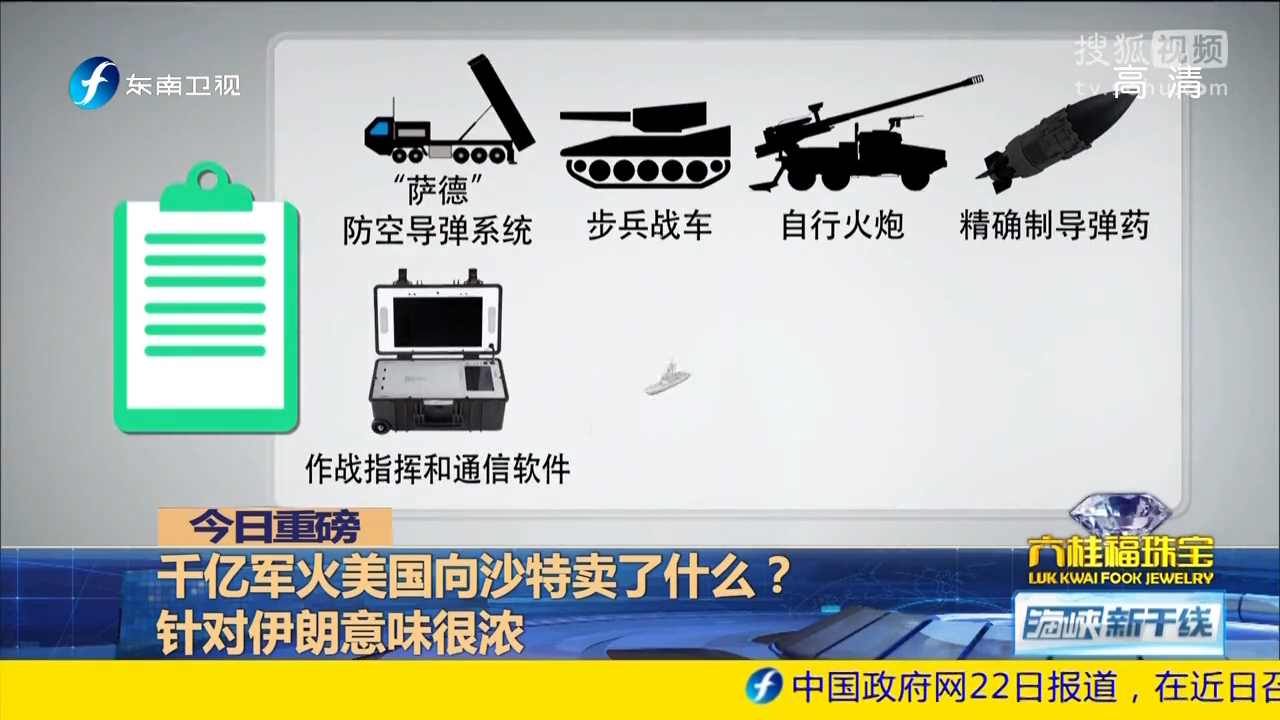 东南卫视
搜狐视频
tv.sohu.com
高清
“萨德”
防空导弹系统
步兵战车
自行火炮
精确制导弹药
作战指挥和通信软件
今日重磅
千亿军火美国向沙特卖了什么？
针对伊朗意味很浓
六桂福珠宝
LUK KWAI FOOK JEWELRY
海峡新干线
中国政府网22日报道，在近日召